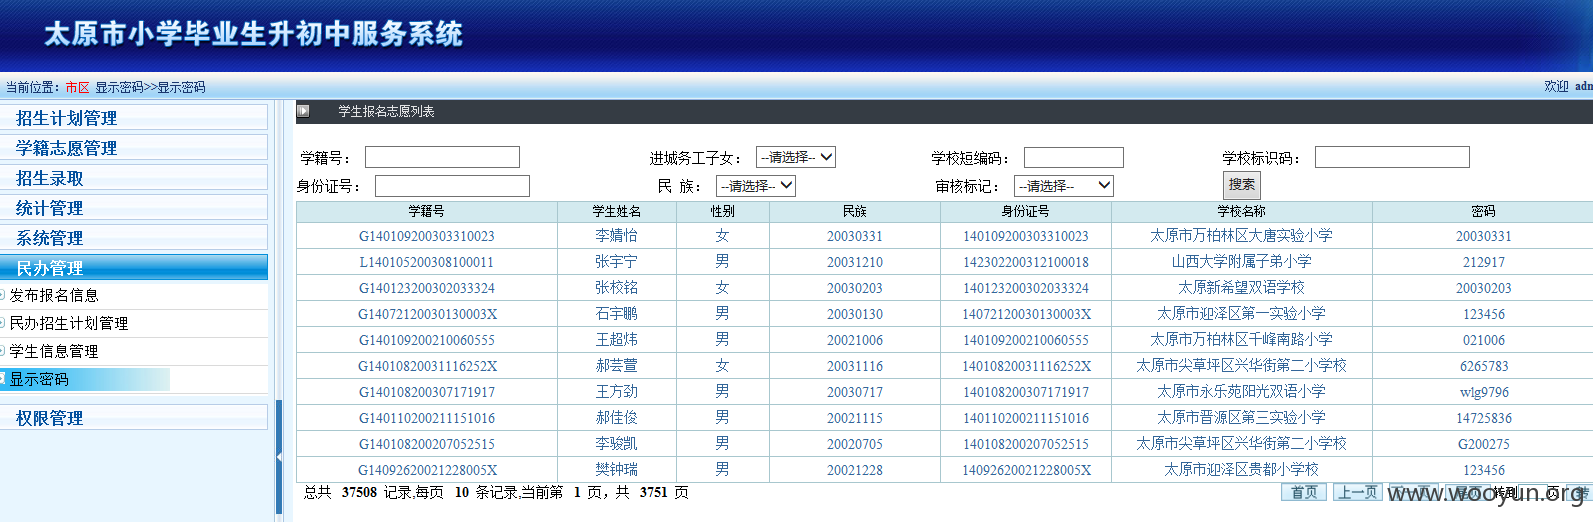 太原市小学毕业生升初中服务系统
当前位置：市区 显示密码>>显示密码 欢迎 adm
招生计划管理
学籍志愿管理
招生录取
统计管理
系统管理
民办管理
发布报名信息
民办招生计划管理
学生信息管理
显示密码
权限管理
学生报名志愿列表
学籍号： 进城务工子女： --请选择-- 学校短编码： 学校标识码：
身份证号： 民 族： --请选择-- 审核标记： --请选择-- 搜索
学籍号 学生姓名 性别 民族 身份证号 学校名称 密码
G140109200303310023 李婧怡 女 20030331 140109200303310023 太原市万柏林区大唐实验小学 20030331
L140105200308100011 张宇宁 男 20031210 142302200312100018 山西大学附属子弟小学 212917
G140123200302033324 张校铭 女 20030203 140123200302033324 太原新希望双语学校 20030203
G14072120030130003X 石宇鹏 男 20030130 14072120030130003X 太原市迎泽区第一实验小学 123456
G140109200210060555 王超炜 男 20021006 140109200210060555 太原市万柏林区千峰南路小学 021006
G14010820031116252X 郝芸萱 女 20031116 14010820031116252X 太原市尖草坪区兴华街第二小学校 6265783
G140108200307171917 王方劲 男 20030717 140108200307171917 太原市永乐苑阳光双语小学 wlg9796
G140110200211151016 郝佳俊 男 20021115 140110200211151016 太原市晋源区第三实验小学 14725836
G140108200207052515 李骏凯 男 20020705 140108200207052515 太原市尖草坪区兴华街第二小学校 G200275
G14092620021228005X 樊钟瑞 男 20021228 14092620021228005X 太原市迎泽区贵都小学校 123456
总共 37508 记录,每页 10 条记录,当前第 1 页，共 3751 页 首页 上一页 下一页 尾页 转到 页 转
www.wooyun.org